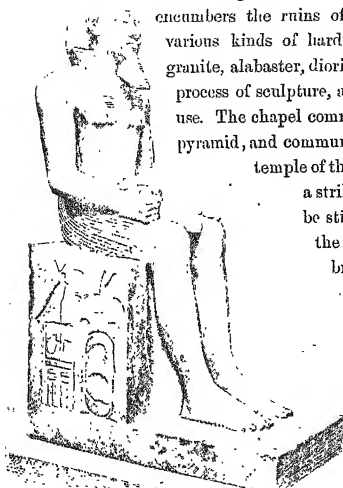 encumbers the ruins of
various kinds of hard
granite, alabaster, diori
process of sculpture, a
use. The chapel com
pyramid, and commun
temple of th
a stri
be sti
the
b